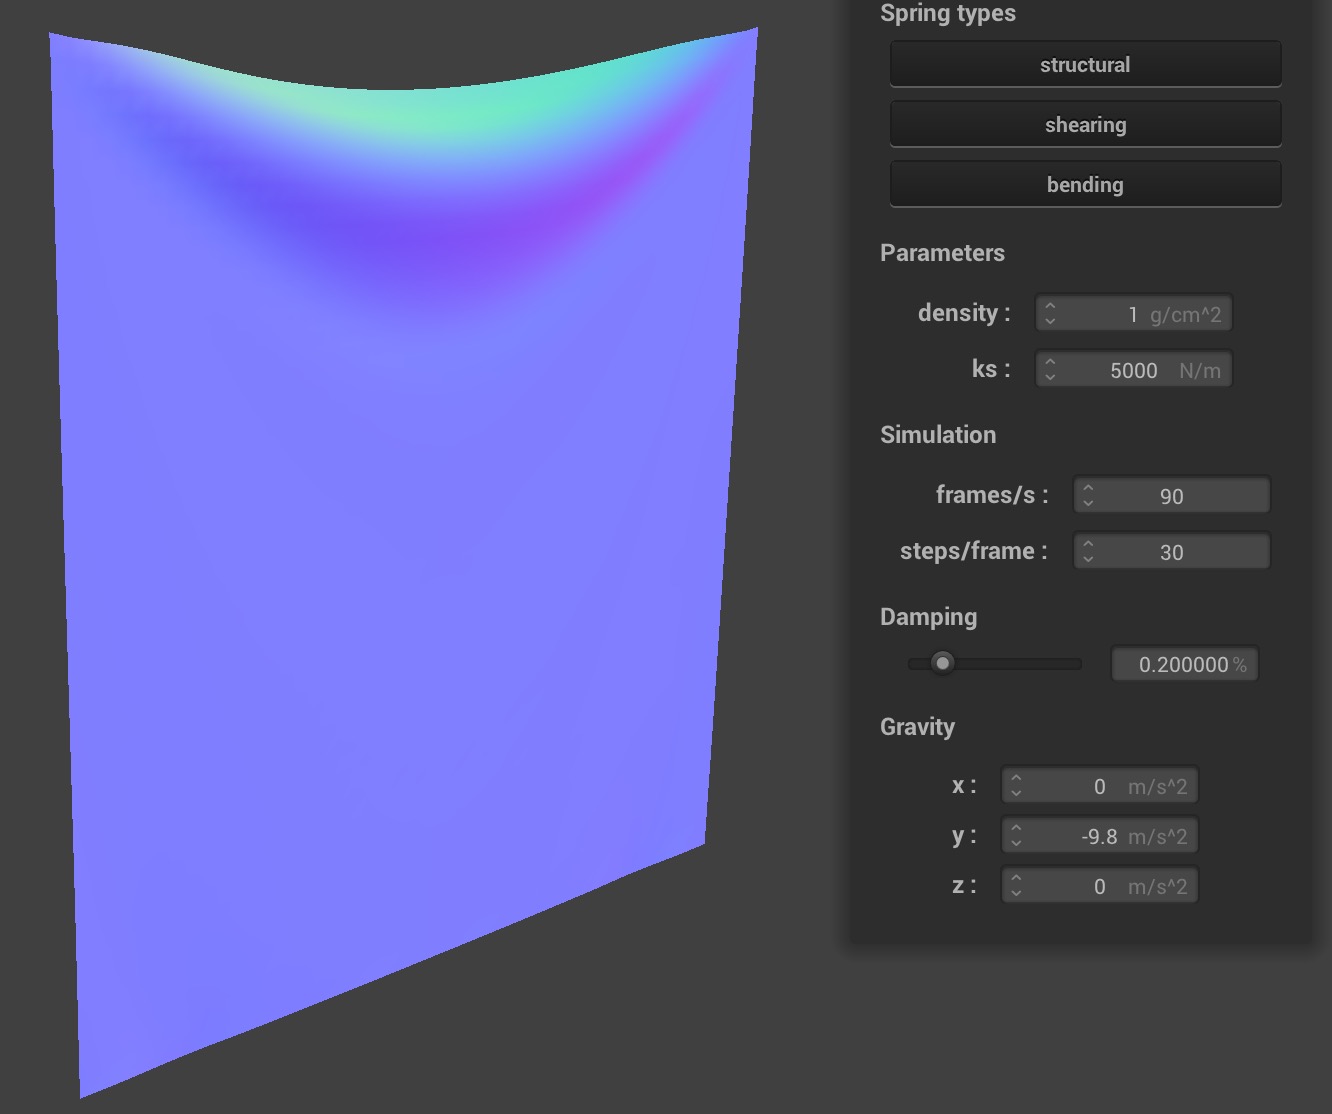 Spring types
structural
shearing
bending
Parameters
density : 1 g/cm^2
ks : 5000 N/m
Simulation
frames/s : 90
steps/frame : 30
Damping
0.200000 %
Gravity
x : 0 m/s^2
y : -9.8 m/s^2
z : 0 m/s^2